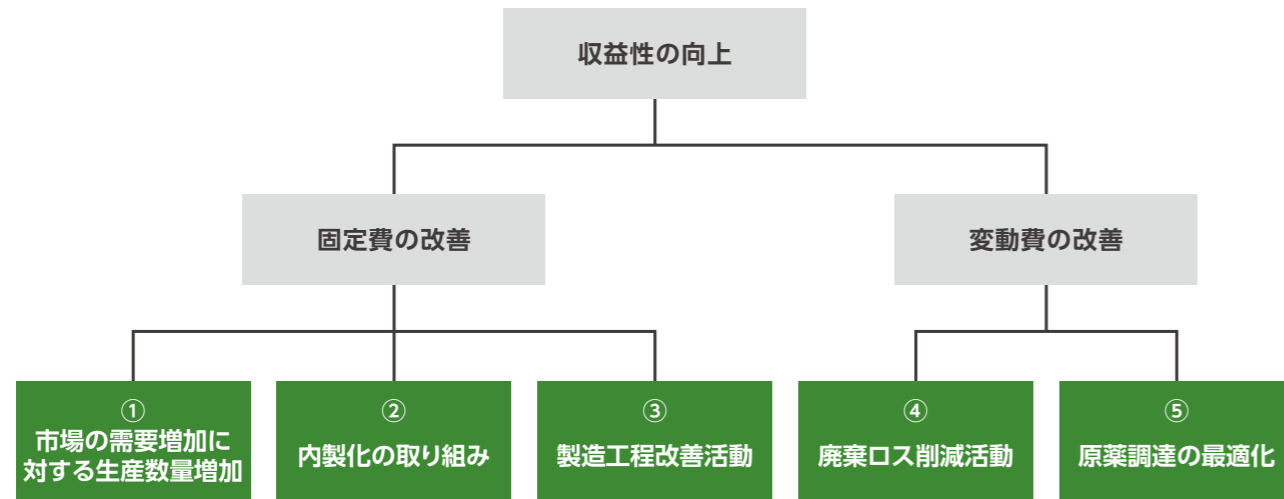 収益性の向上
固定費の改善
変動費の改善
①
市場の需要増加に
対する生産数量増加
②
内製化の取り組み
③
製造工程改善活動
④
廃棄ロス削減活動
⑤
原薬調達の最適化